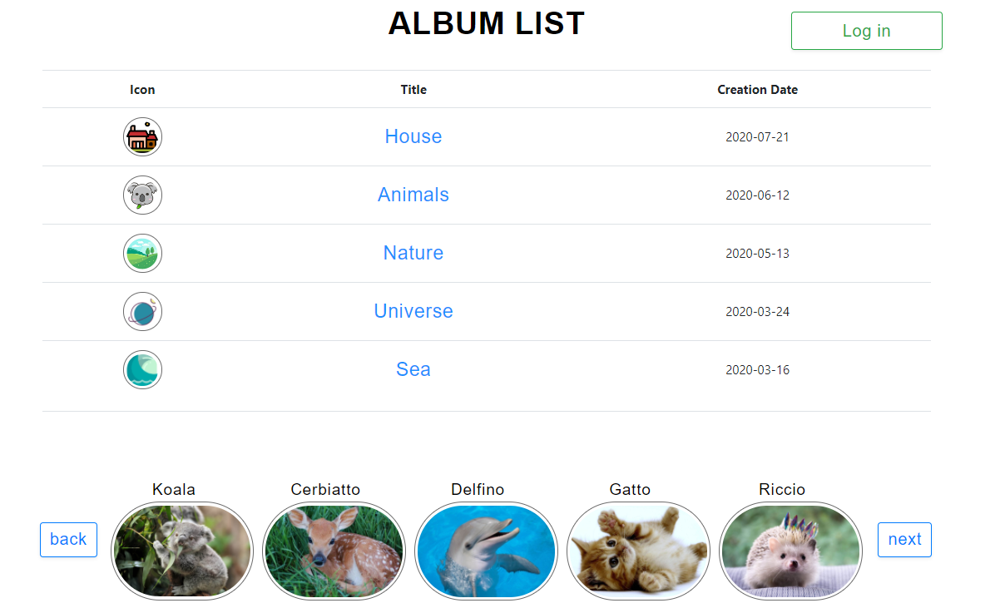 ALBUM LIST
Log in
Icon Title Creation Date
House 2020-07-21
Animals 2020-06-12
Nature 2020-05-13
Universe 2020-03-24
Sea 2020-03-16
Koala Cerbiatto Delfino Gatto Riccio
back next